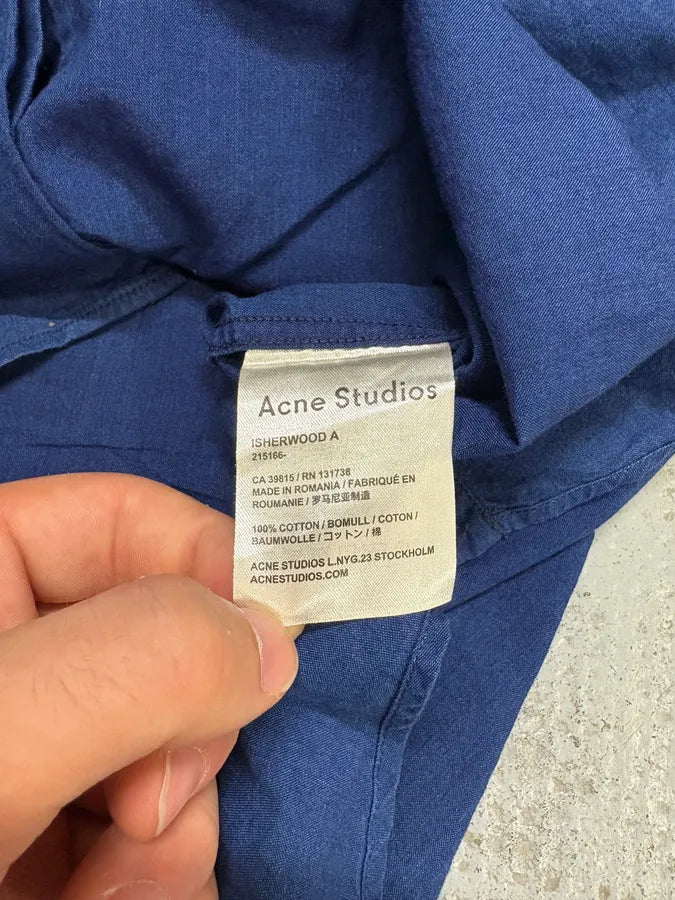 Acne Studios
ISHERWOOD A
215166-
CA 39815 / RN 131738
MADE IN ROMANIA / FABRIQUÉ EN
ROUMANIE / 罗马尼亚制造
100% COTTON / BOMULL / COTON /
BAUMWOLLE / コットン / 棉
ACNE STUDIOS L.NYG.23 STOCKHOLM
ACNESTUDIOS.COM